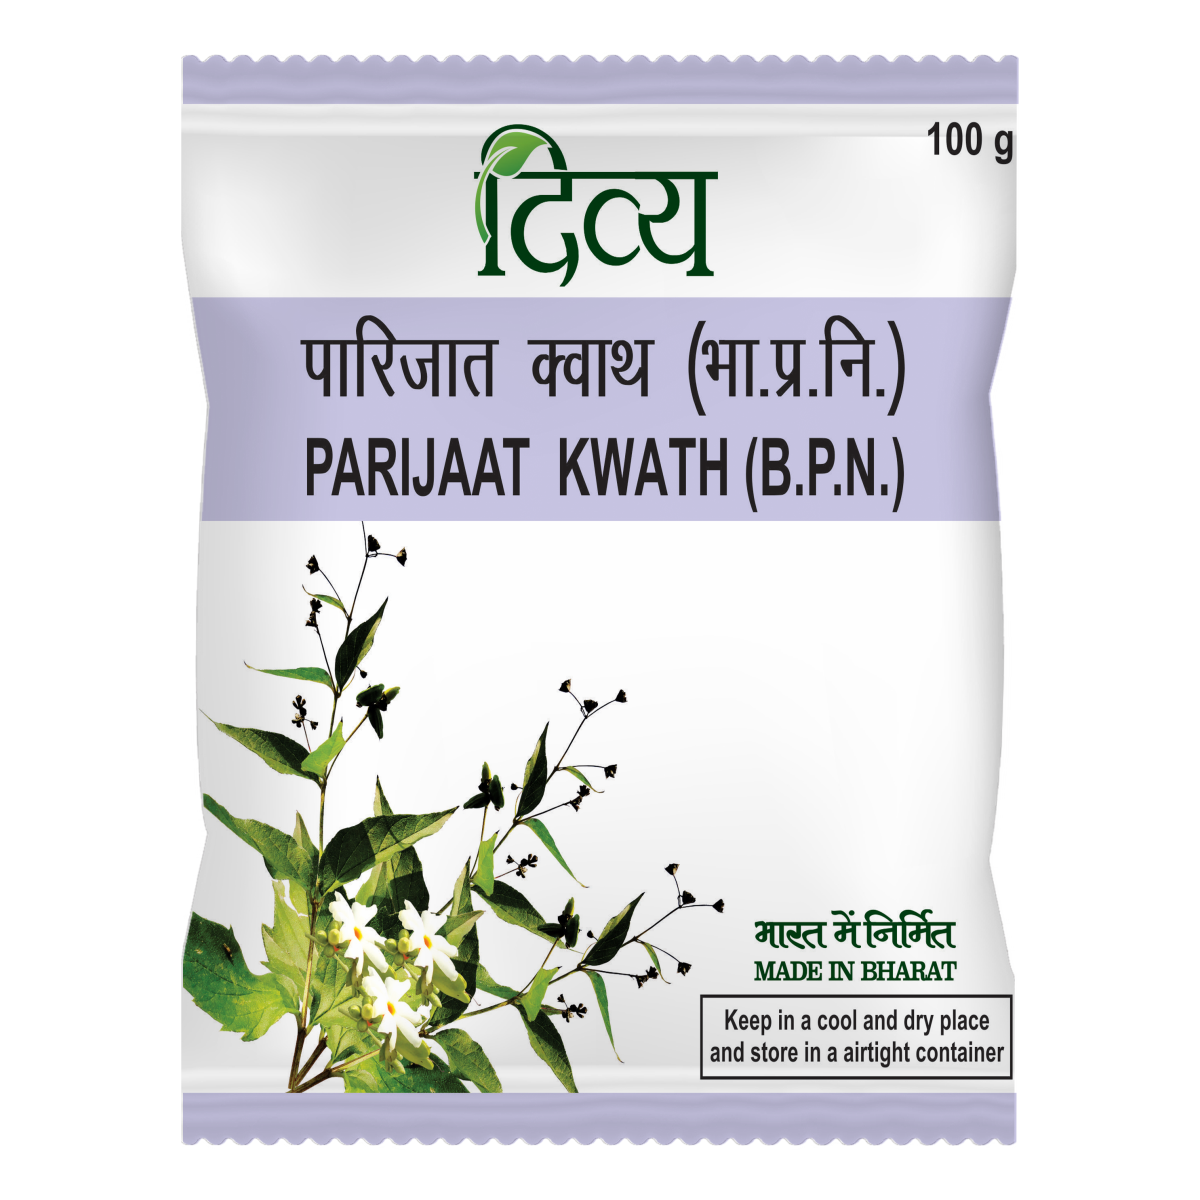 100 g
दिव्य
पारिजात क्वाथ (भा.प्र.नि.)
PARIJAAT KWATH (B.P.N.)
भारत में निर्मित
MADE IN BHARAT
Keep in a cool and dry place
and store in a airtight container